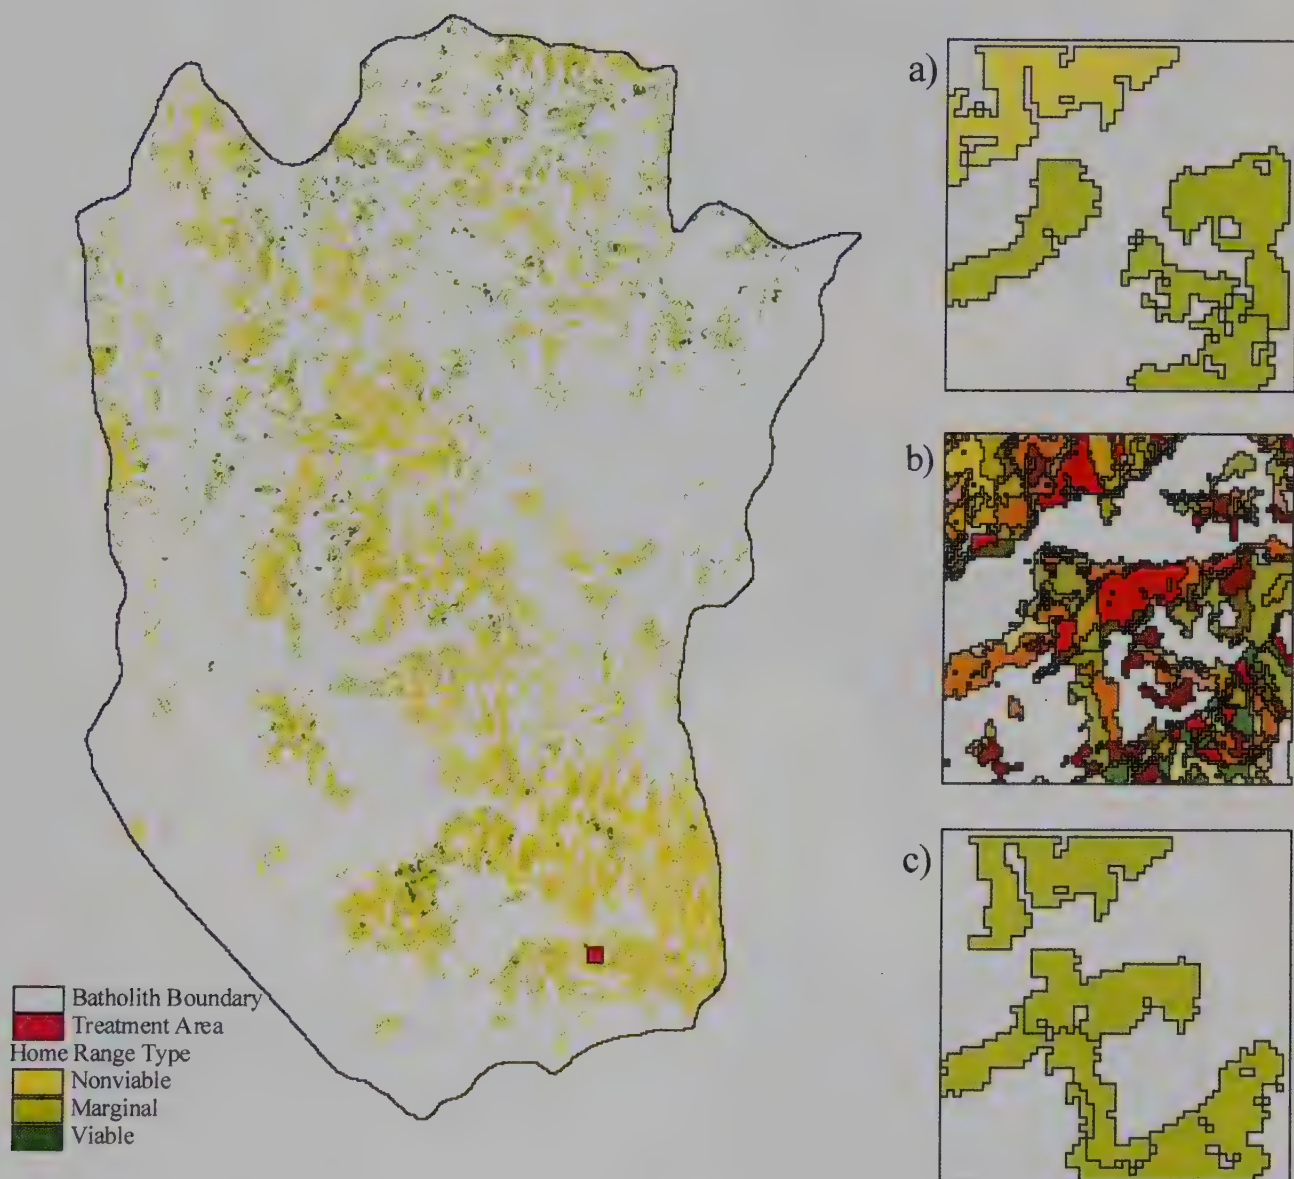 a)
b)
c)
Batholith Boundary
Treatment Area
Home Range Type
Nonviable
Marginal
Viable